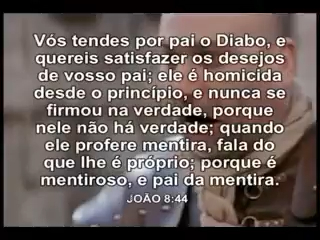 Vós tendes por pai o Diabo, e
quereis satisfazer os desejos
de vosso pai; ele é homicida
desde o princípio, e nunca se
firmou na verdade, porque
nele não há verdade; quando
ele profere mentira, fala do
que lhe é próprio; porque é
mentiroso, e pai da mentira.
JOÃO 8:44